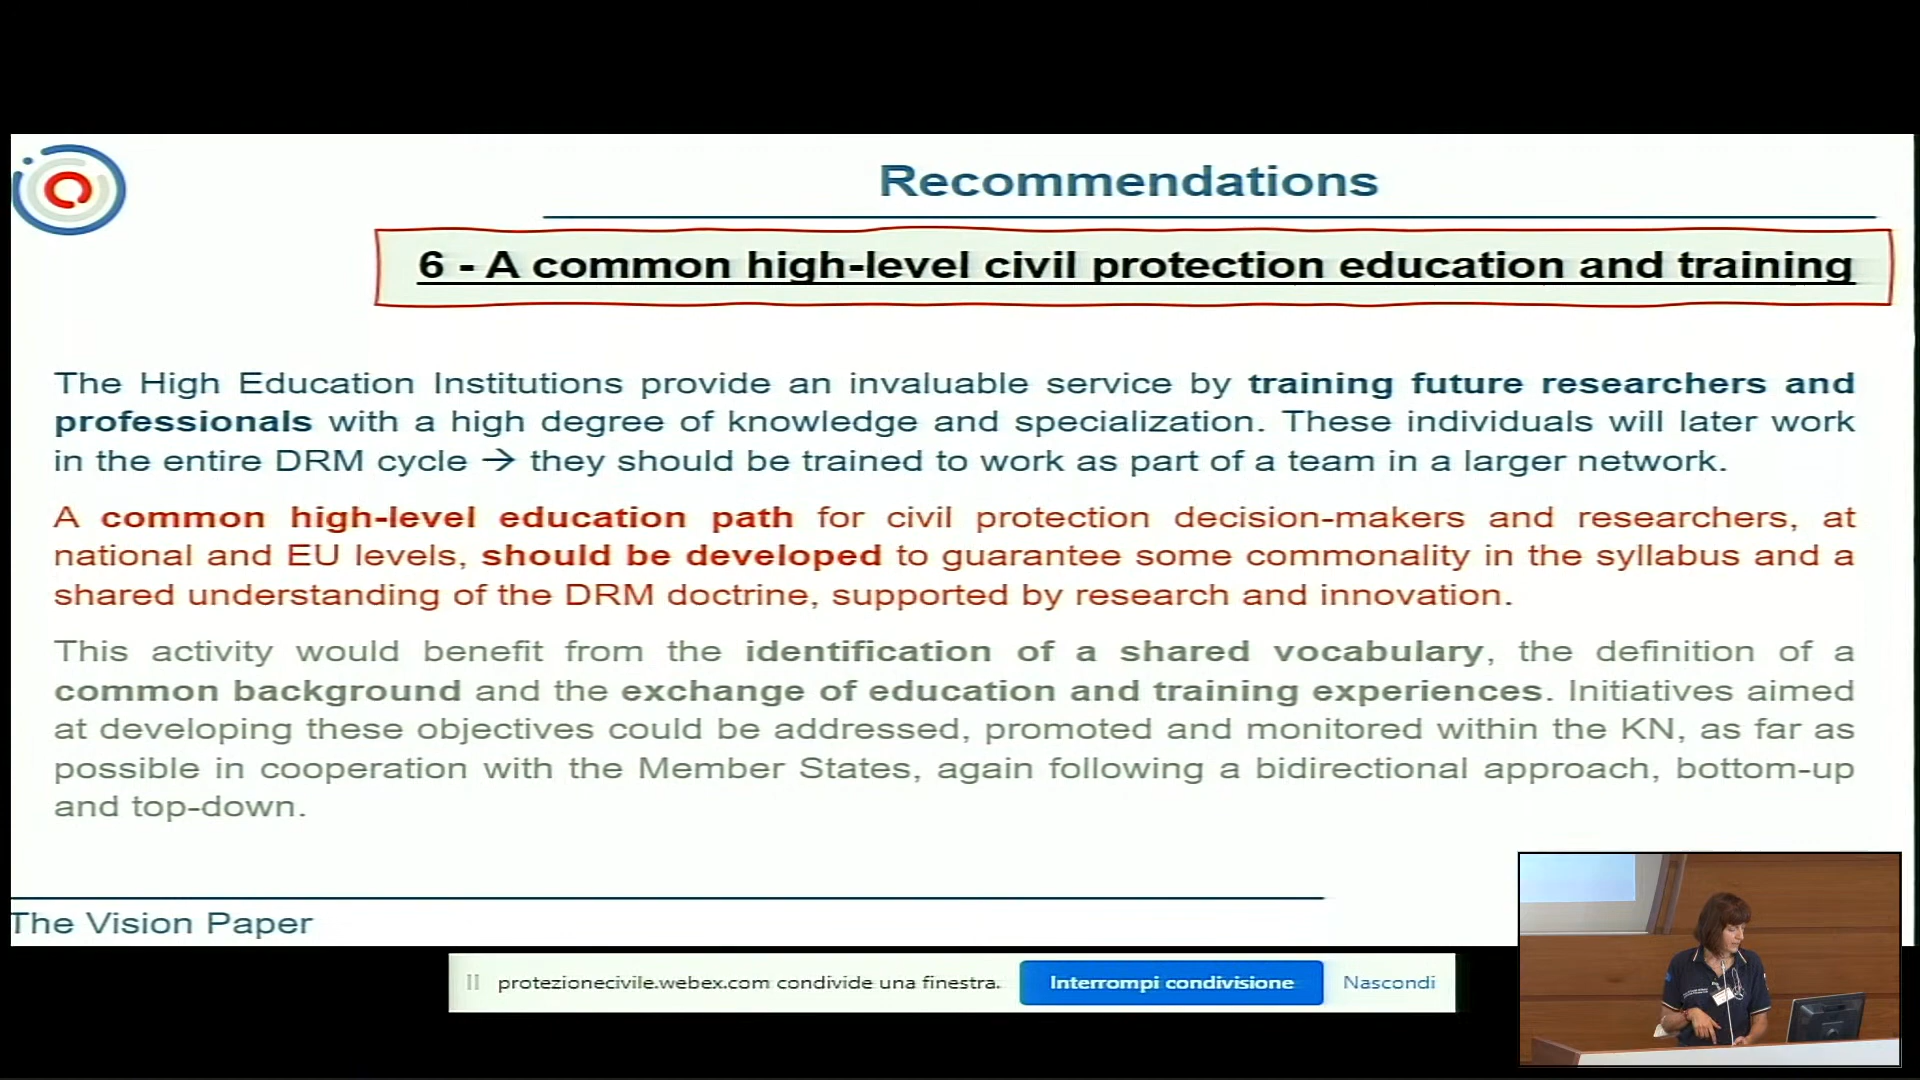 Recommendations
6 - A common high-level civil protection education and training
The High Education Institutions provide an invaluable service by training future researchers and
professionals with a high degree of knowledge and specialization. These individuals will later work
in the entire DRM cycle → they should be trained to work as part of a team in a larger network.
A common high-level education path for civil protection decision-makers and researchers, at
national and EU levels, should be developed to guarantee some commonality in the syllabus and a
shared understanding of the DRM doctrine, supported by research and innovation.
This activity would benefit from the identification of a shared vocabulary, the definition of a
common background and the exchange of education and training experiences. Initiatives aimed
at developing these objectives could be addressed, promoted and monitored within the KN, as far as
possible in cooperation with the Member States, again following a bidirectional approach, bottom-up
and top-down.
The Vision Paper
protezionecivile.webex.com condivide una finestra.
Interrompi condivisione
Nascondi